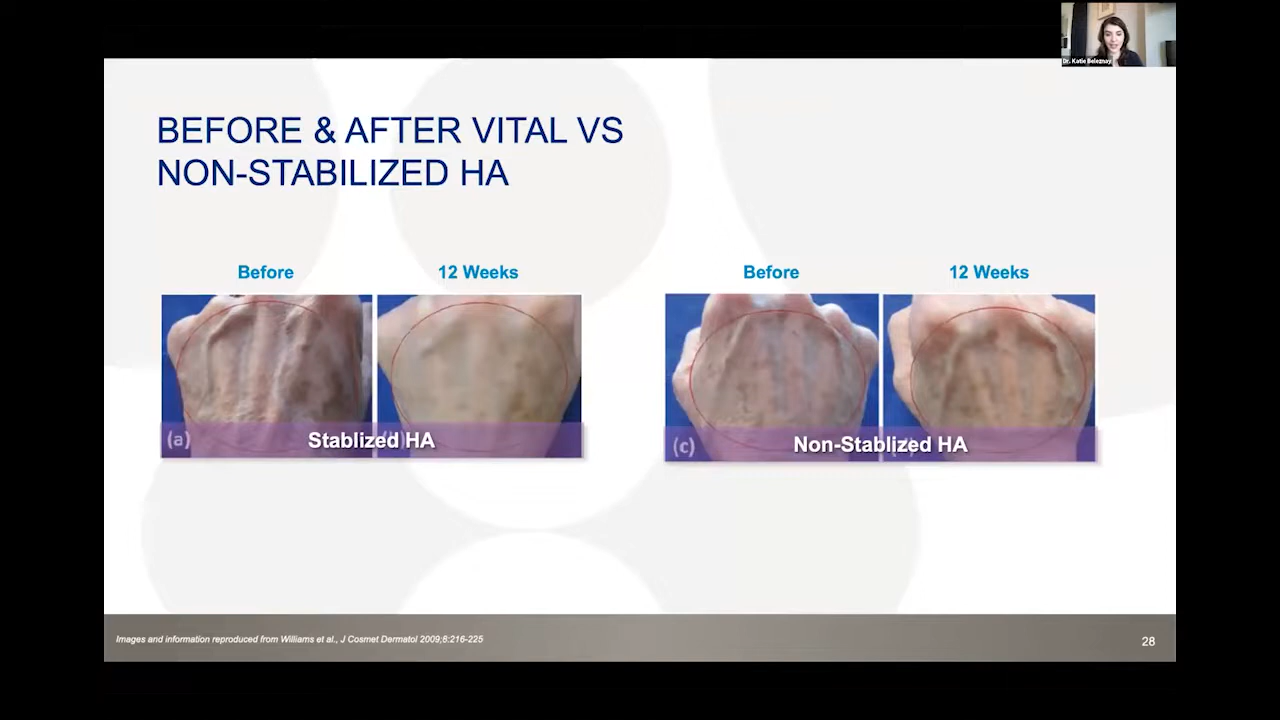 Dr. Katie Beleznay
BEFORE & AFTER VITAL VS
NON-STABILIZED HA
Before
12 Weeks
Before
12 Weeks
(a)
Stablized HA
(c)
Non-Stablized HA
Images and information reproduced from Williams et al., J Cosmet Dermatol 2009;8:216-225
28